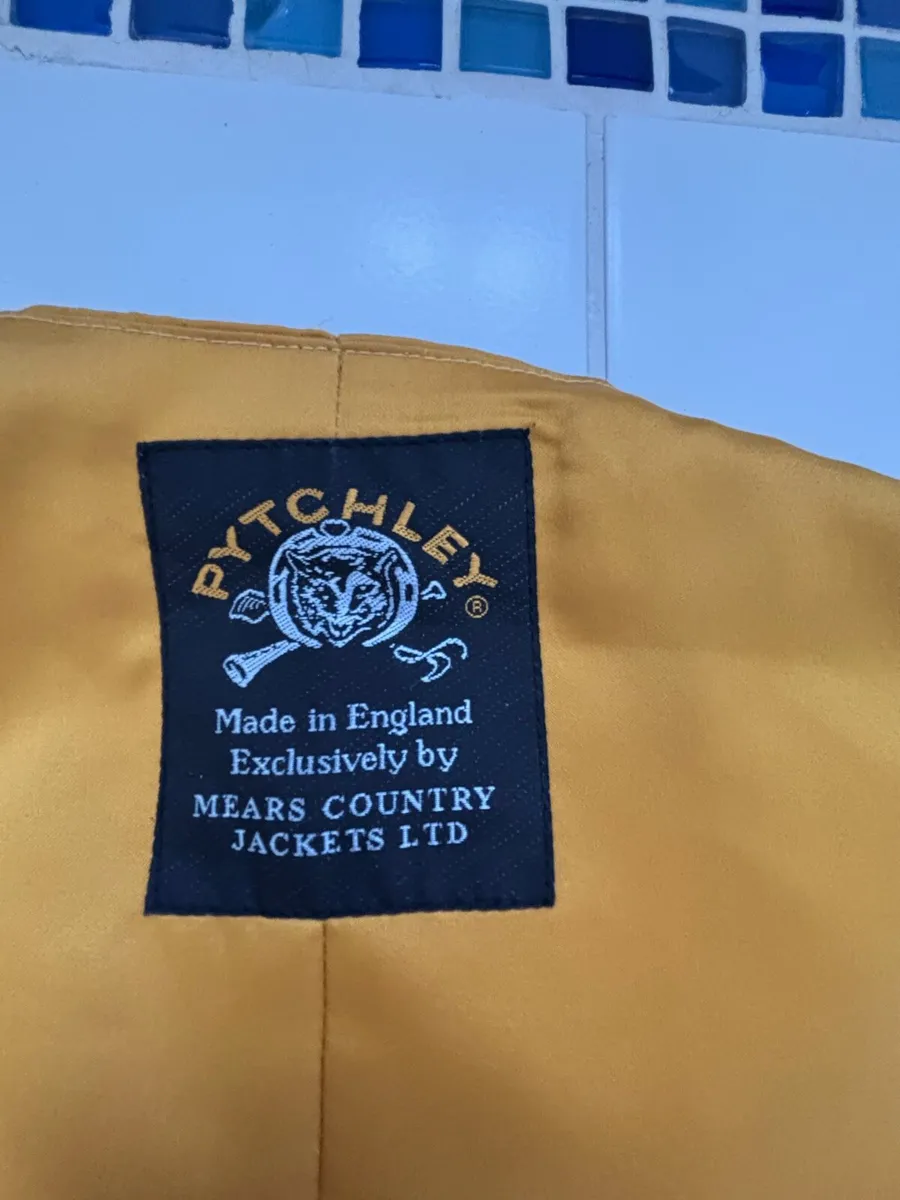 PYTCHLEY
®
Made in England
Exclusively by
MEARS COUNTRY
JACKETS LTD